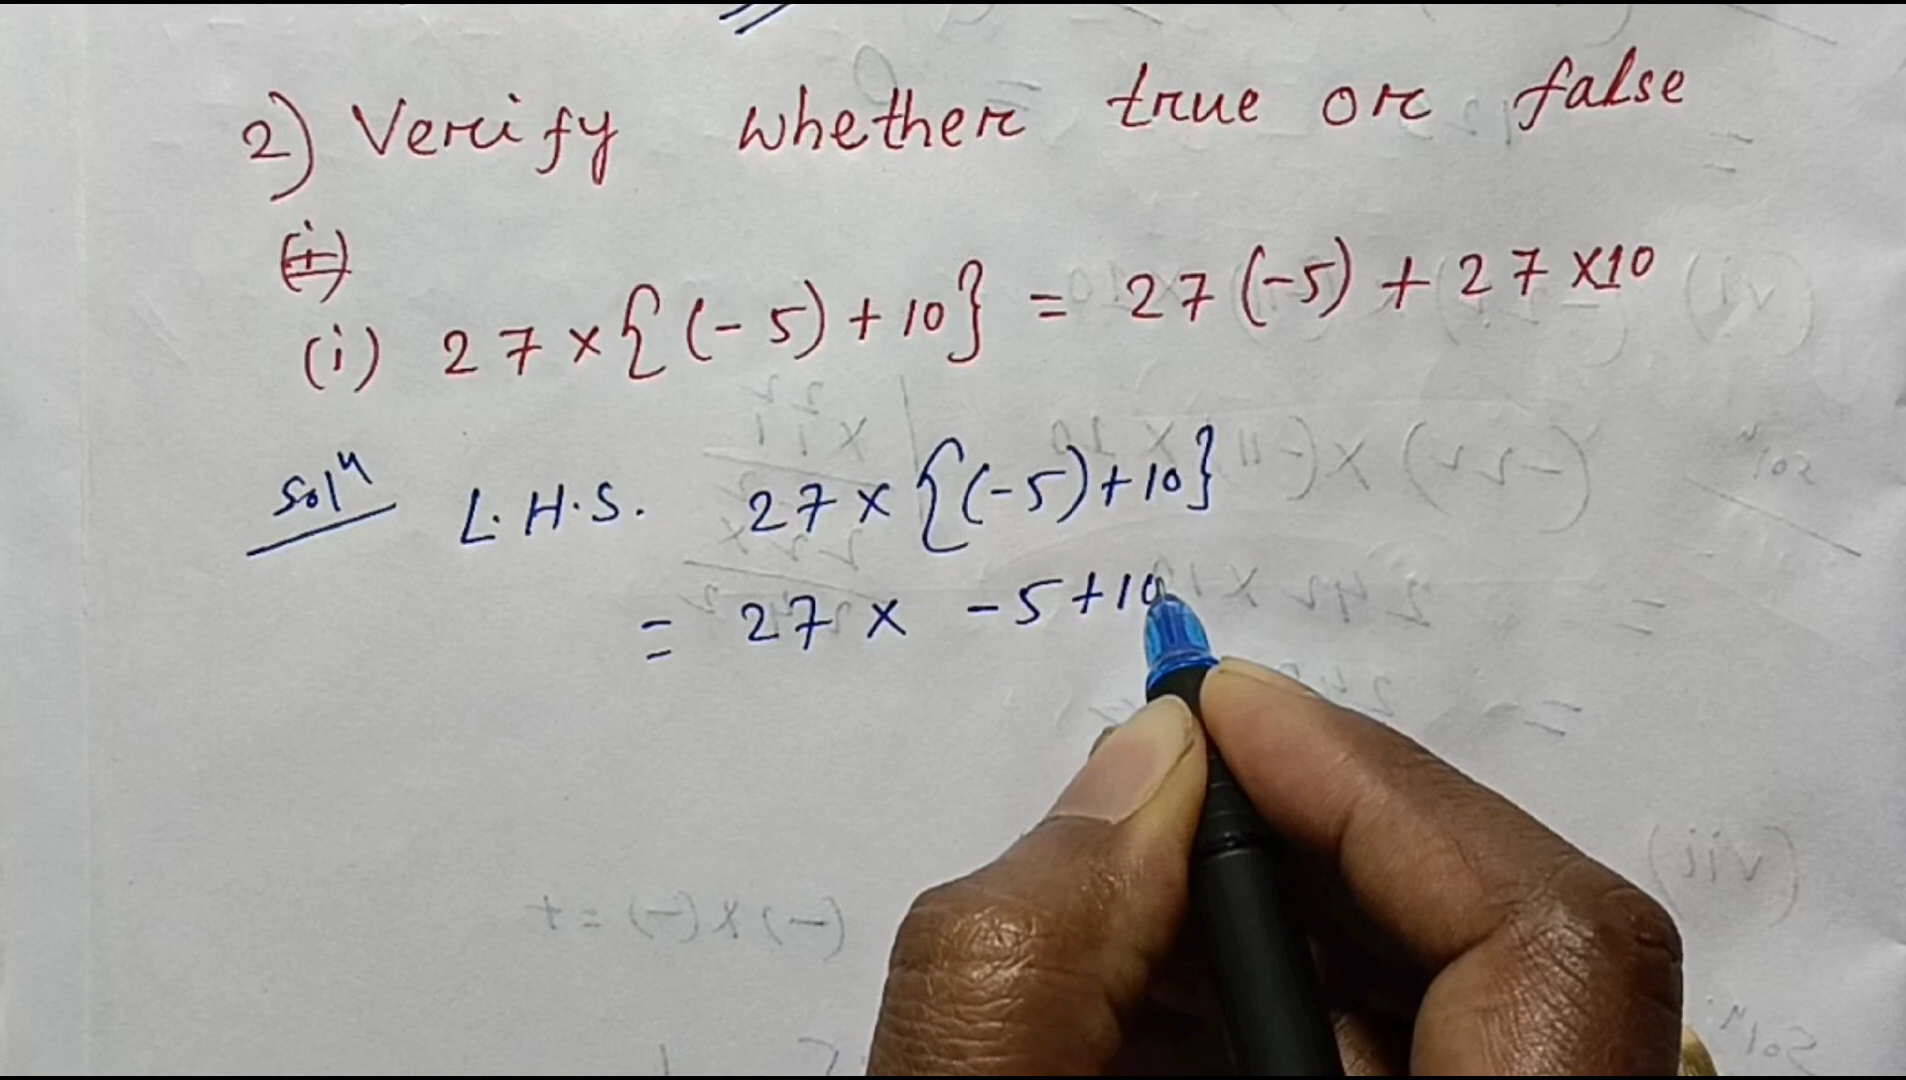 2) Verify whether true or false
(i)
(i) 27 × {(-5) + 10} = 27 (-5) + 27 × 10
Solⁿ L.H.S. 27 × {(-5) + 10}
= 27 × -5 + 10